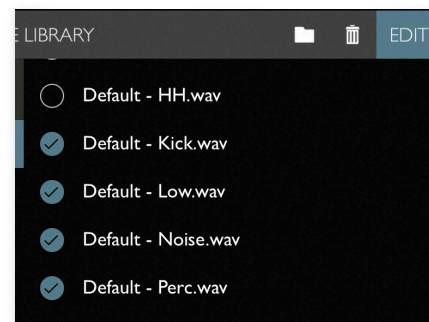 E LIBRARY
EDIT
Default - HH.wav
Default - Kick.wav
Default - Low.wav
Default - Noise.wav
Default - Perc.wav